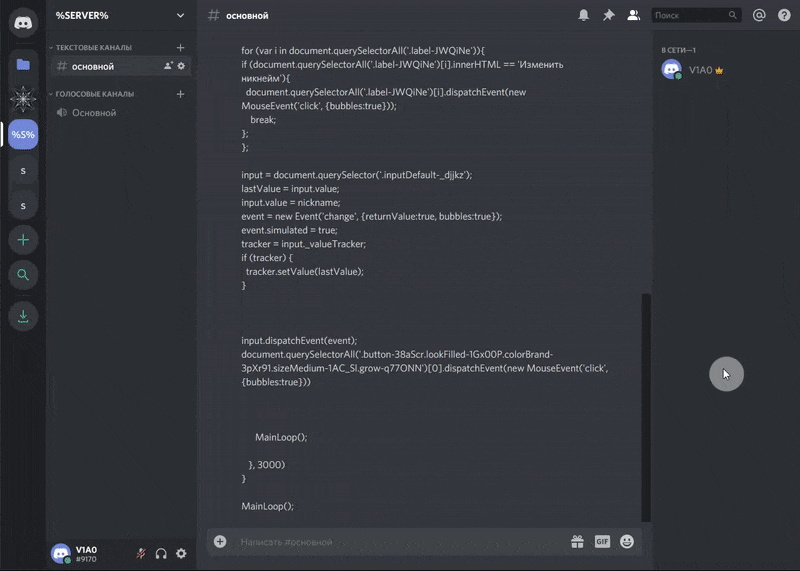 %SERVER%
# основной
Поиск
ТЕКСТОВЫЕ КАНАЛЫ
# основной
ГОЛОСОВЫЕ КАНАЛЫ
Основной
%S%
s
s
for (var i in document.querySelectorAll('.label-JWQiNe')){
if (document.querySelectorAll('.label-JWQiNe')[i].innerHTML == 'Изменить
никнейм'){
document.querySelectorAll('.label-JWQiNe')[i].dispatchEvent(new
MouseEvent('click', {bubbles:true}));
break;
};
};
input = document.querySelector('.inputDefault-_djjkz');
lastValue = input.value;
input.value = nickname;
event = new Event('change', {returnValue:true, bubbles:true});
event.simulated = true;
tracker = input._valueTracker;
if (tracker) {
tracker.setValue(lastValue);
}
input.dispatchEvent(event);
document.querySelectorAll('.button-38aScr.lookFilled-1Gx00P.colorBrand-
3pXr91.sizeMedium-1AC_Sl.grow-q77ONN')[0].dispatchEvent(new MouseEvent('click',
{bubbles:true}))
MainLoop();
}, 3000)
}
MainLoop();
Написать #основной
GIF
В СЕТИ—1
V1A0
V1A0
#9170